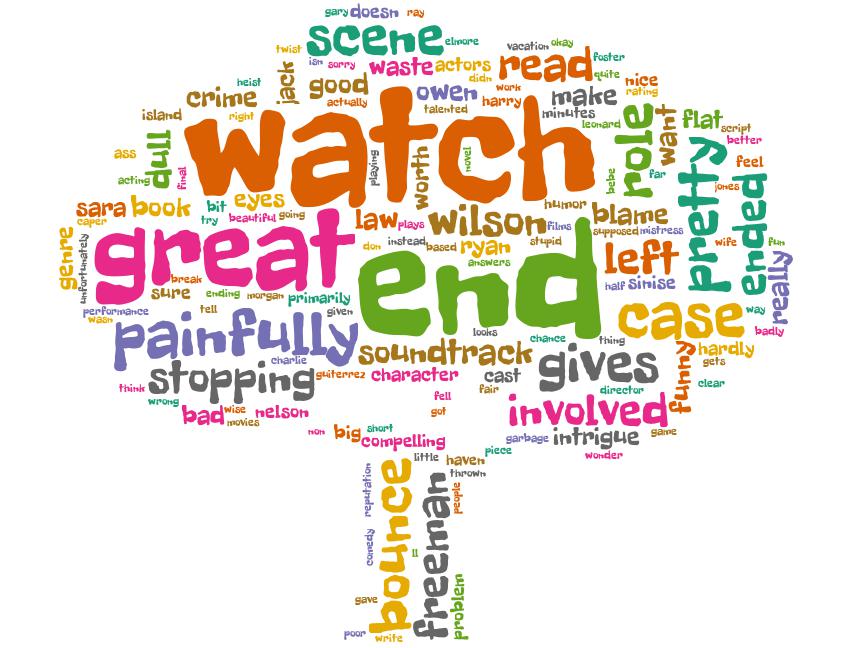 gary doesn ray
scene elmore
twist vacation okay
isn sorry waste actors read foster
jack didn quite
heist good owen work nice
crime actually harry make rating
island talented minutes
right watch leonard role want flat script
ass dull playing worth novel better
acting final bebe far pretty feel
sara book bit eyes humor jones ended
caper try beautiful going law plays wilson films blame
genre unfortunately great don instead based ryan stupid supposed mistress wife fun
answers end left really
break half sinise
sure ending morgan primarily
performance tell given case way
wasn painfully looks badly
chance thing
charlie soundtrack funny hardly
stopping guiterrez character cast gives gets
think fair director clear
wrong fell
bad wise nelson got involved
movies
non big short garbage intrigue game
compelling piece
little haven wonder
reputation bounce freeman thrown
people
comedy ll
gave problem
poor write